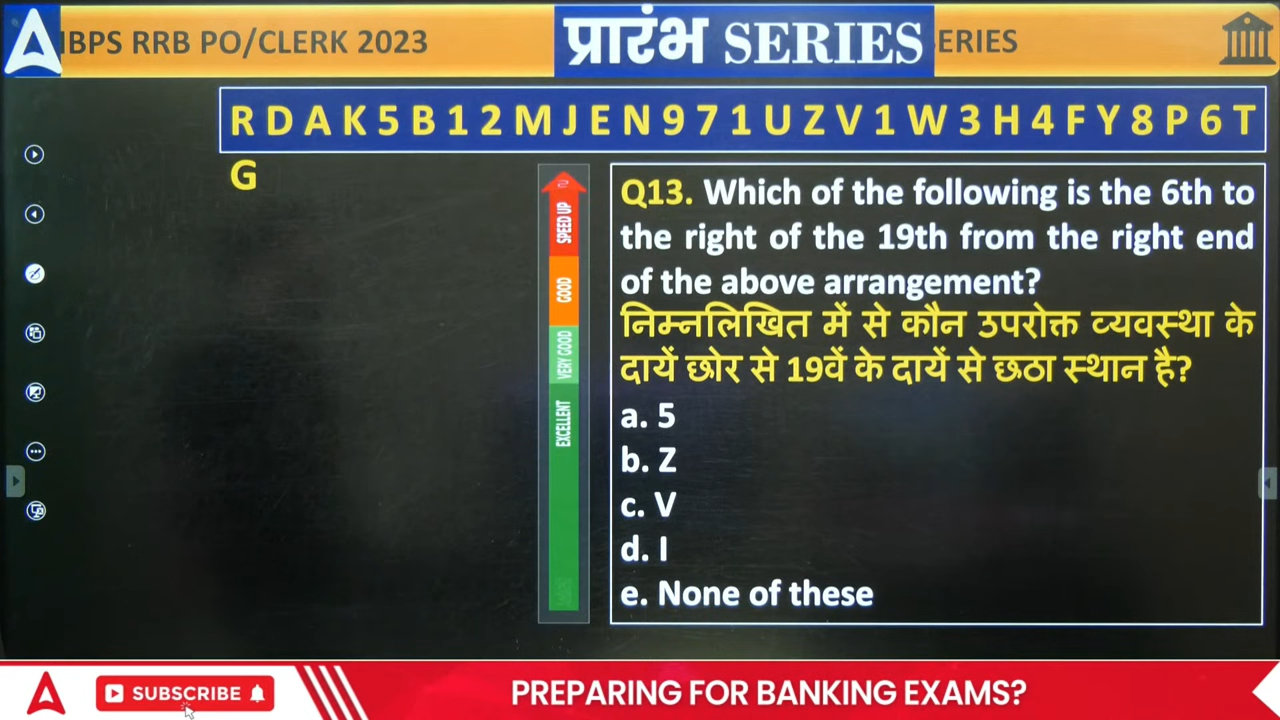 IBPS RRB PO/CLERK 2023
प्रारंभ SERIES
ERIES
R D A K 5 B 1 2 M J E N 9 7 1 U Z V 1 W 3 H 4 F Y 8 P 6 T
G
SPEED UP
GOOD
VERY GOOD
EXCELLENT
Q13. Which of the following is the 6th to
the right of the 19th from the right end
of the above arrangement?
निम्नलिखित में से कौन उपरोक्त व्यवस्था के
दायें छोर से 19वें के दायें से छठा स्थान है?
a. 5
b. Z
c. V
d. I
e. None of these
SUBSCRIBE
PREPARING FOR BANKING EXAMS?